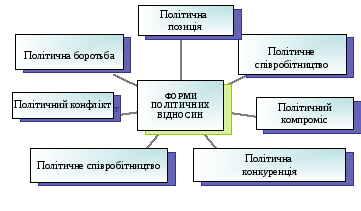 Політична
позиція
Політична боротьба
Політичне
співробітництво
ФОРМИ
ПОЛІТИЧНИХ
ВІДНОСИН
Політичний конфлікт
Політичний
компроміс
Політичне співробітництво
Політична
конкуренція